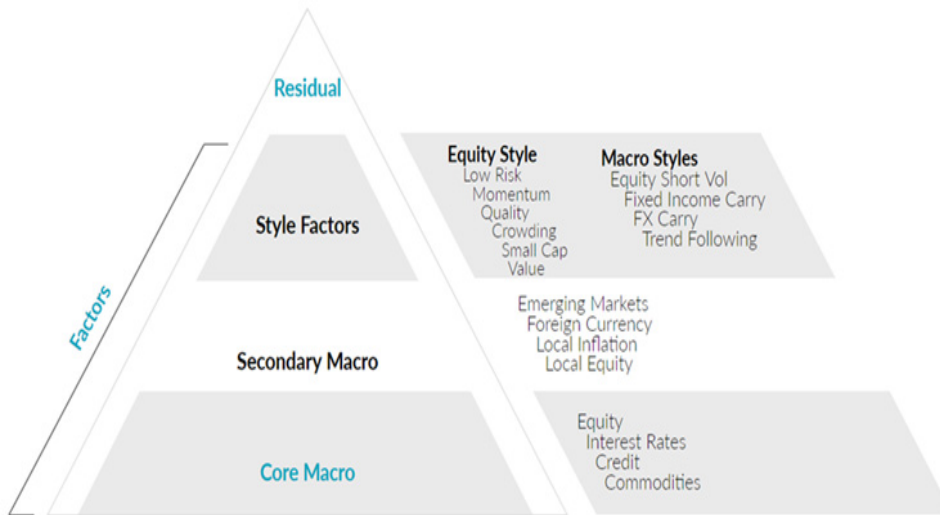 Residual
Factors
Style Factors
Equity Style
Low Risk
Momentum
Quality
Crowding
Small Cap
Value
Macro Styles
Equity Short Vol
Fixed Income Carry
FX Carry
Trend Following
Secondary Macro
Emerging Markets
Foreign Currency
Local Inflation
Local Equity
Core Macro
Equity
Interest Rates
Credit
Commodities